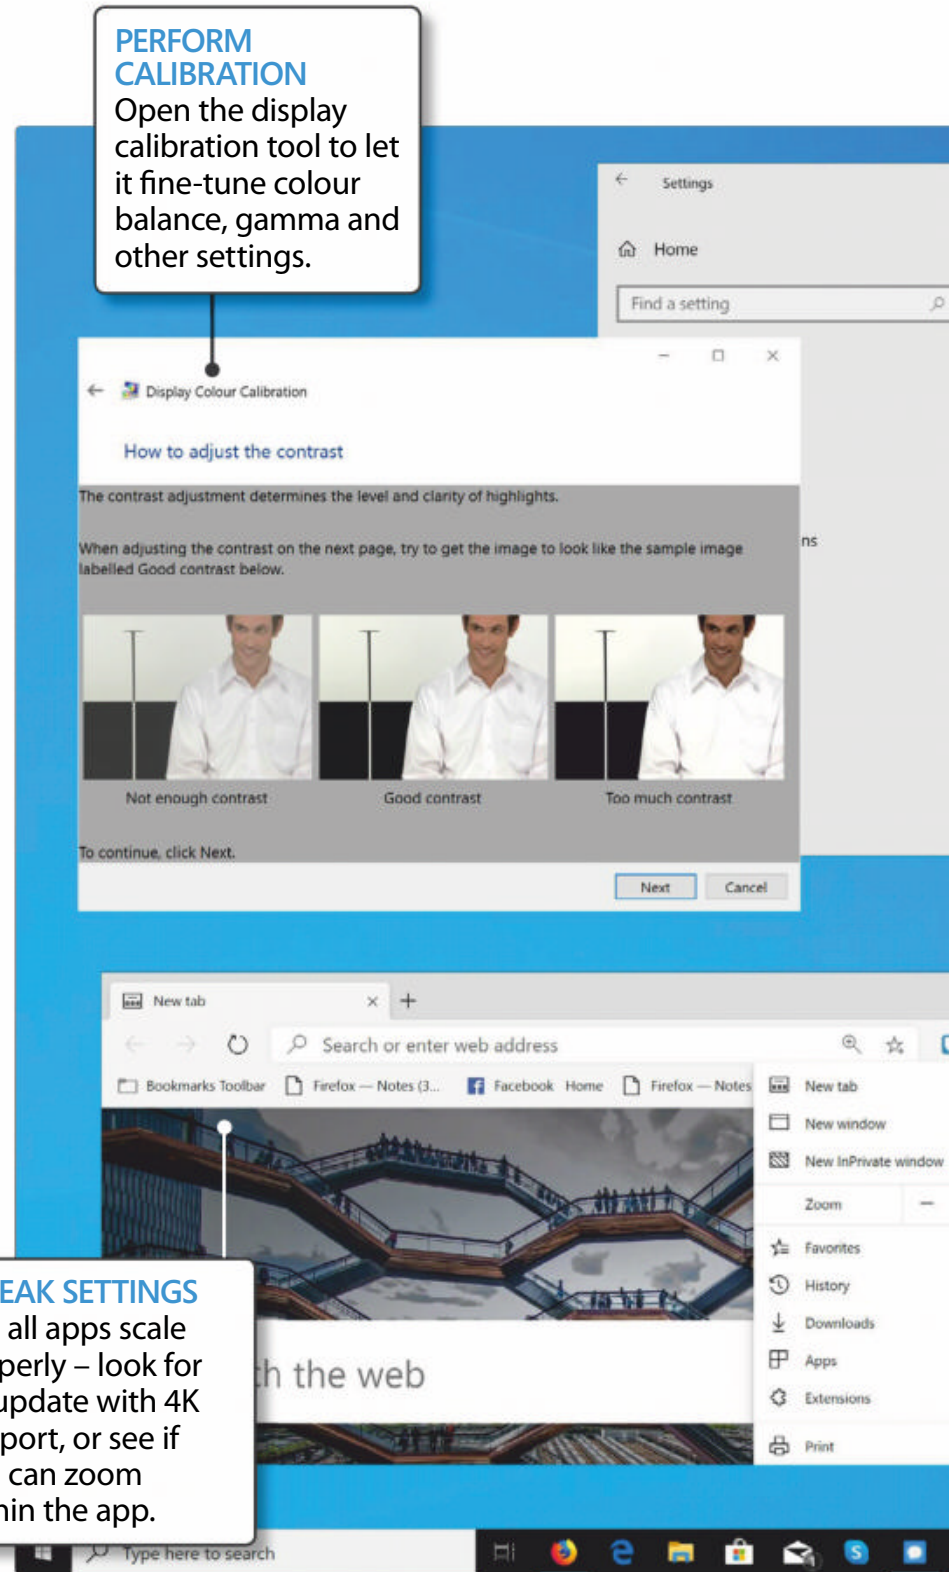 PERFORM
CALIBRATION
Open the display
calibration tool to let
it fine-tune colour
balance, gamma and
other settings.
Settings
Home
Find a setting
Display Colour Calibration
How to adjust the contrast
The contrast adjustment determines the level and clarity of highlights.
When adjusting the contrast on the next page, try to get the image to look like the sample image
labelled Good contrast below.
ns
Not enough contrast
Good contrast
Too much contrast
To continue, click Next.
Next
Cancel
New tab
Search or enter web address
Bookmarks Toolbar
Firefox — Notes (3...
Facebook Home
Firefox — Notes
New tab
New window
New InPrivate window
Zoom
Favorites
History
Downloads
Apps
Extensions
Print
EAK SETTINGS
all apps scale
perly – look for
update with 4K
port, or see if
can zoom
hin the app.
h the web
Type here to search